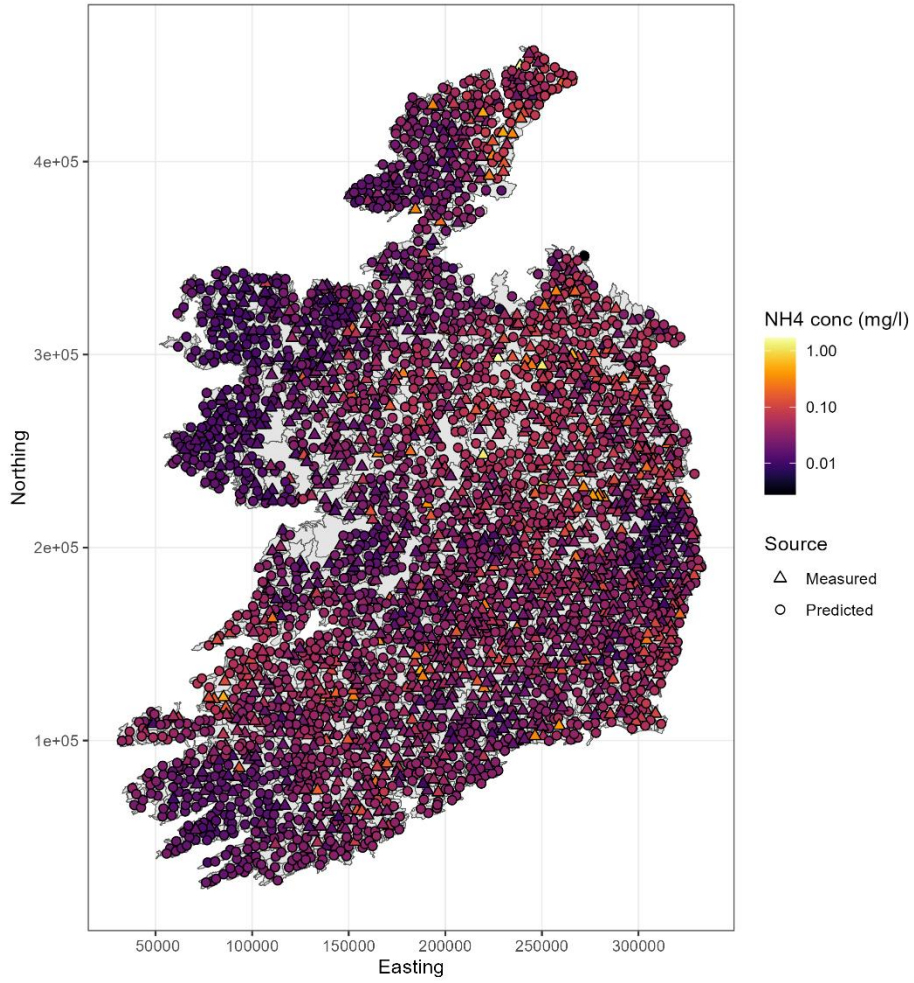 4e+05
3e+05
2e+05
1e+05
Northing
50000 100000 150000 200000 250000 300000
Easting
NH4 conc (mg/l)
1.00
0.10
0.01
Source
Measured
Predicted